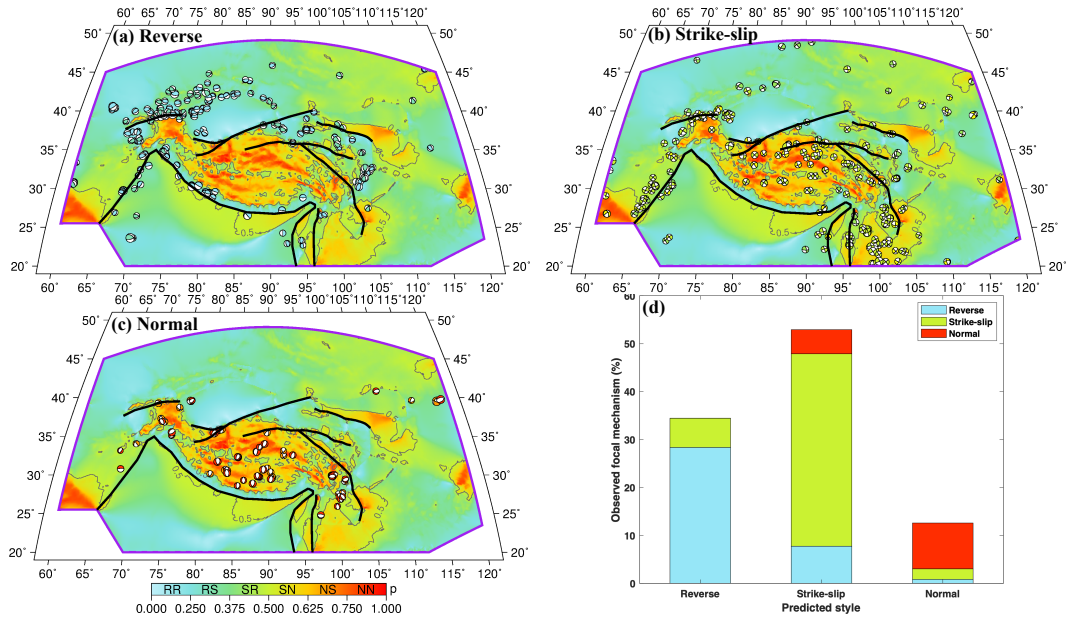 60° 65° 70° 75° 80° 85° 90° 95° 100° 105° 110° 115° 120°
(a) Reverse
50° 50°
45° 45°
40° 40°
35° 35°
30° 30°
25° 25°
20° 20°
0.5
60° 65° 70° 75° 80° 85° 90° 95° 100° 105° 110° 115° 120°
60° 65° 70° 75° 80° 85° 90° 95° 100° 105° 110° 115° 120°
(b) Strike-slip
50° 50°
45° 45°
40° 40°
35° 35°
30° 30°
25° 25°
20° 20°
0.5
60° 65° 70° 75° 80° 85° 90° 95° 100° 105° 110° 115° 120°
60° 65° 70° 75° 80° 85° 90° 95° 100° 105° 110° 115° 120°
(c) Normal
50° 50°
45° 45°
40° 40°
35° 35°
30° 30°
25° 25°
20° 20°
0.5
60° 65° 70° 75° 80° 85° 90° 95° 100° 105° 110° 115° 120°
RR RS SR SN NS NN p
0.000 0.250 0.375 0.500 0.625 0.750 1.000
(d)
Reverse
Strike-slip
Normal
Observed focal mechanism (%)
60
50
40
30
20
10
0
Reverse Strike-slip Normal
Predicted style